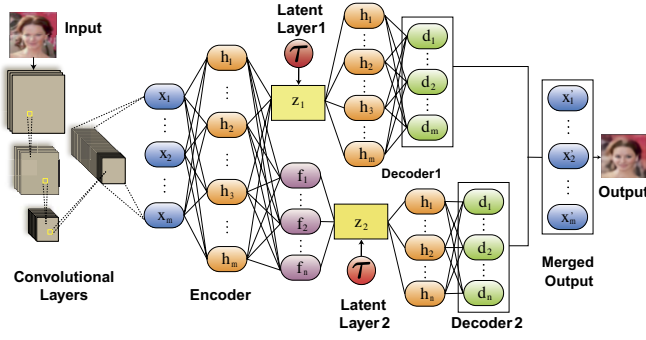 Input
Convolutional
Layers
x1
⋮
x2
⋮
xm
h1
⋮
h2
⋮
h3
⋮
hm
Encoder
Latent
Layer1
τ
z1
f1
⋮
f2
⋮
fn
h1
⋮
h2
⋮
h3
⋮
hm
d1
⋮
d2
⋮
dm
Decoder1
z2
τ
Latent
Layer 2
h1
⋮
h2
⋮
hn
d1
⋮
d2
⋮
dn
Decoder 2
x'1
⋮
x'2
⋮
x'm
Merged
Output
Output